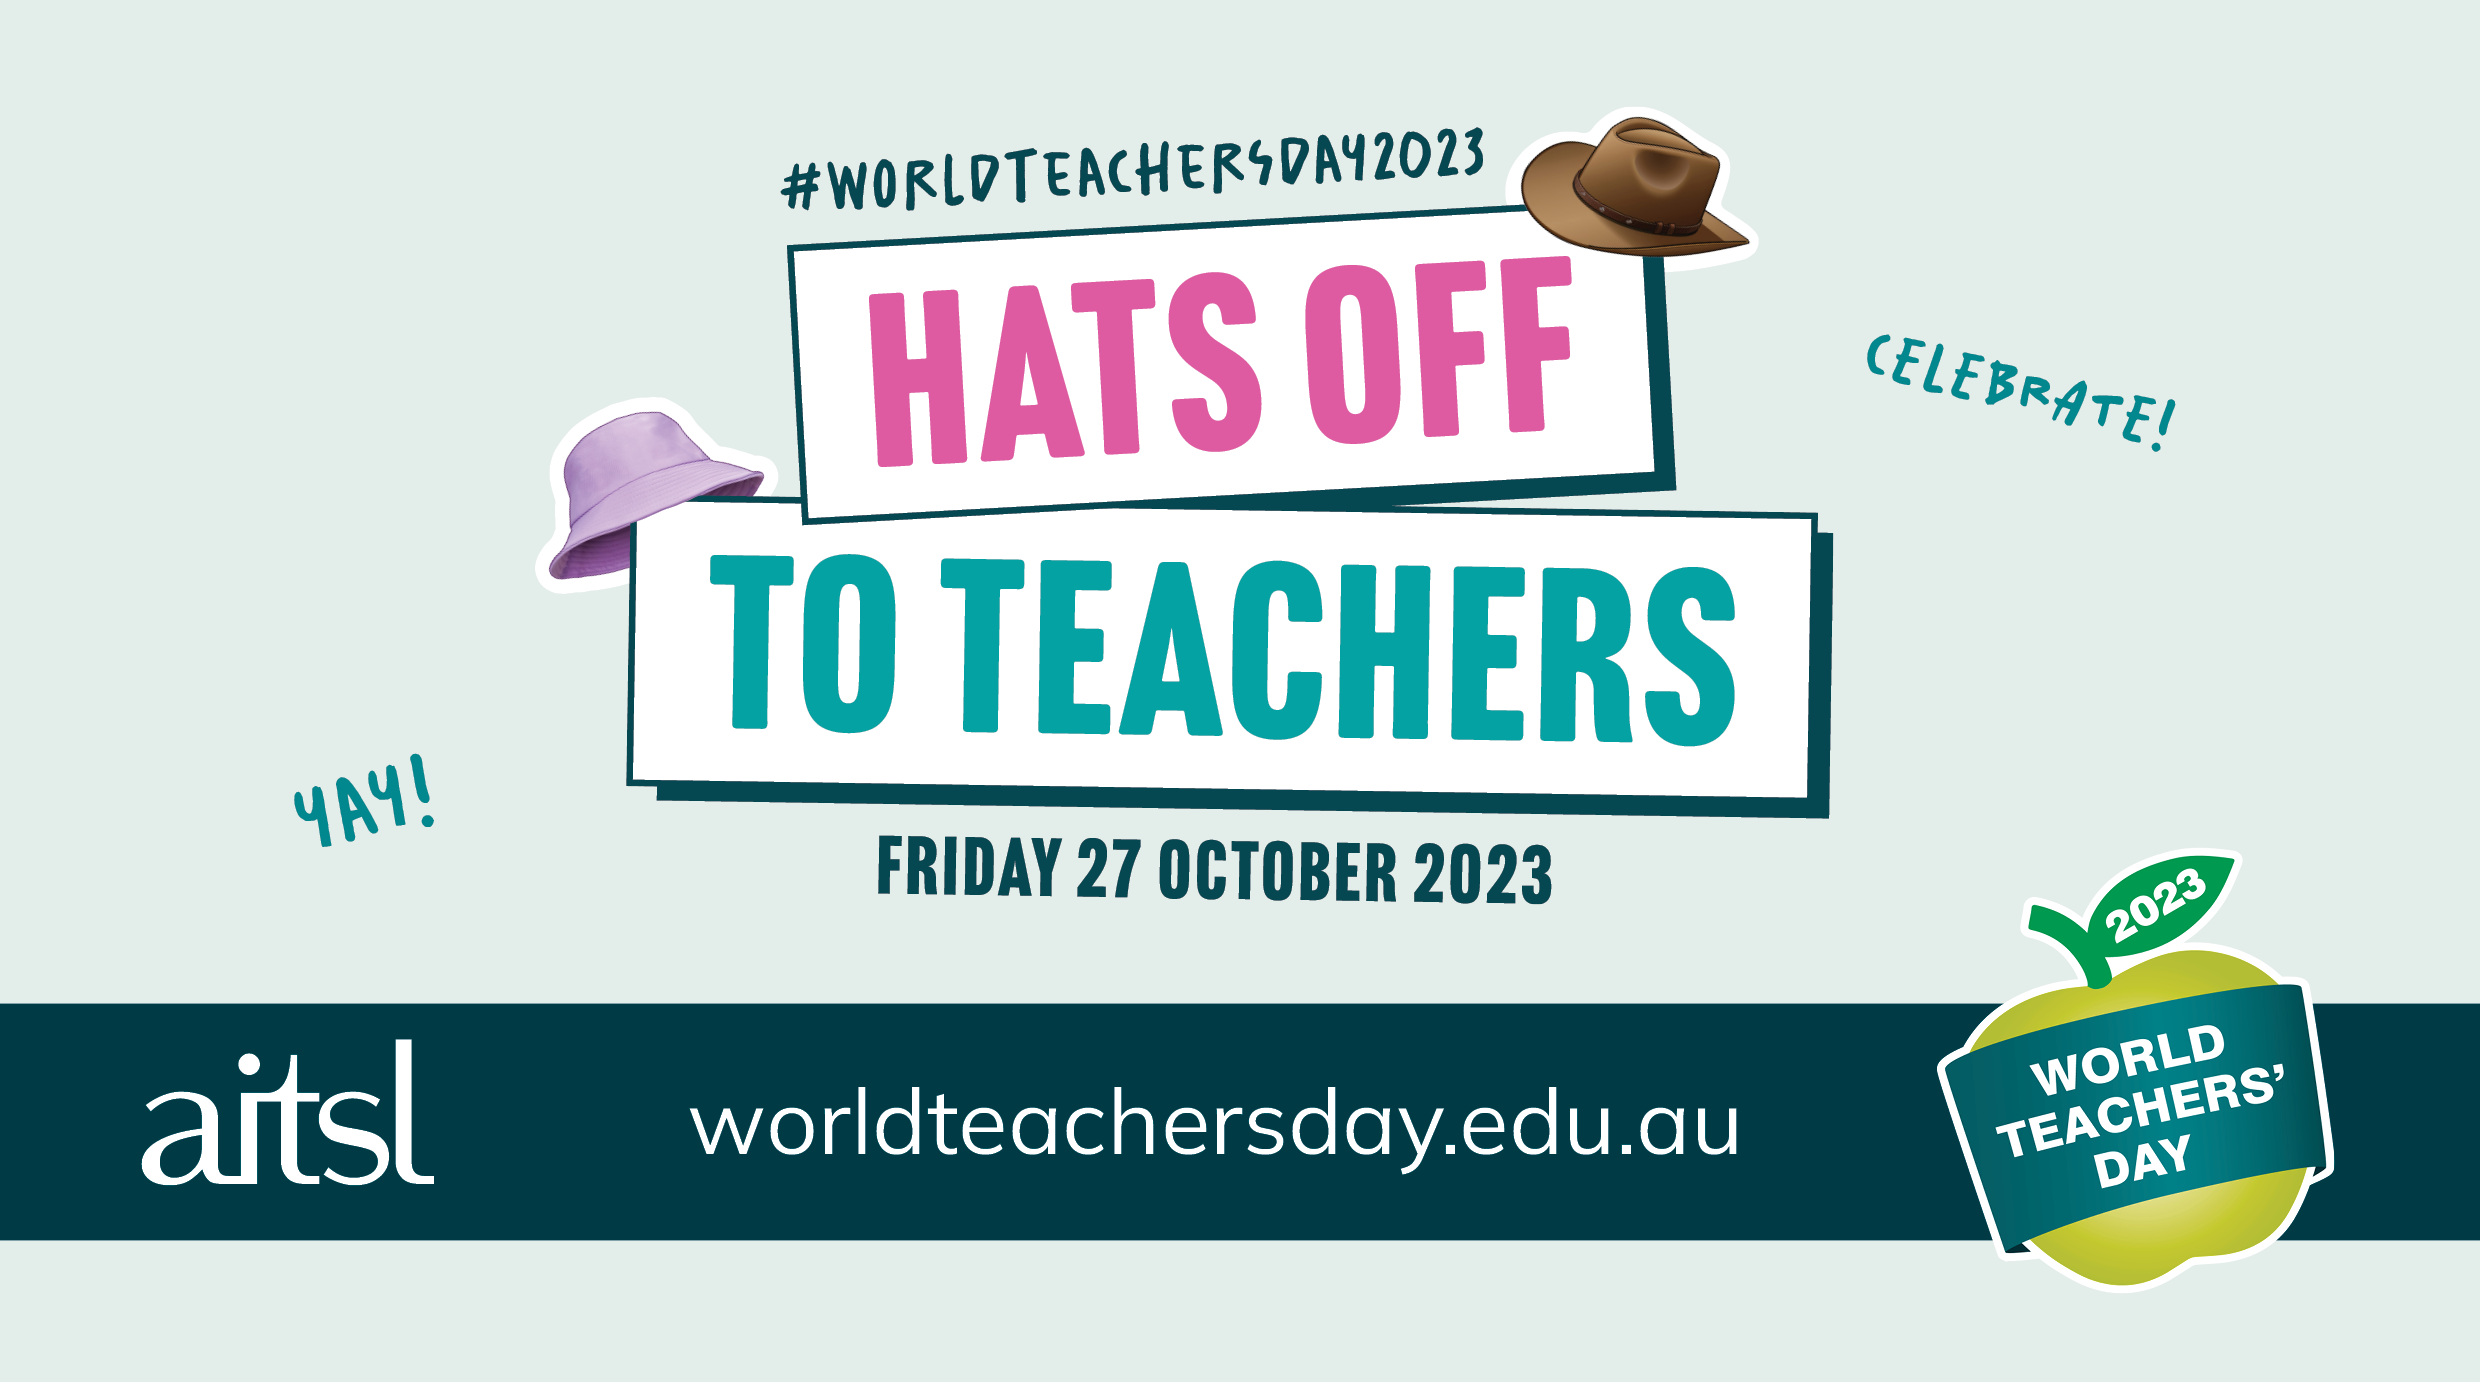 #WORLDTEACHERSDAY2023
HATS OFF
CELEBRATE!
TO TEACHERS
YAY!
FRIDAY 27 OCTOBER 2023
2023
WORLD
TEACHERS’
DAY
aitsl
worldteachersday.edu.au